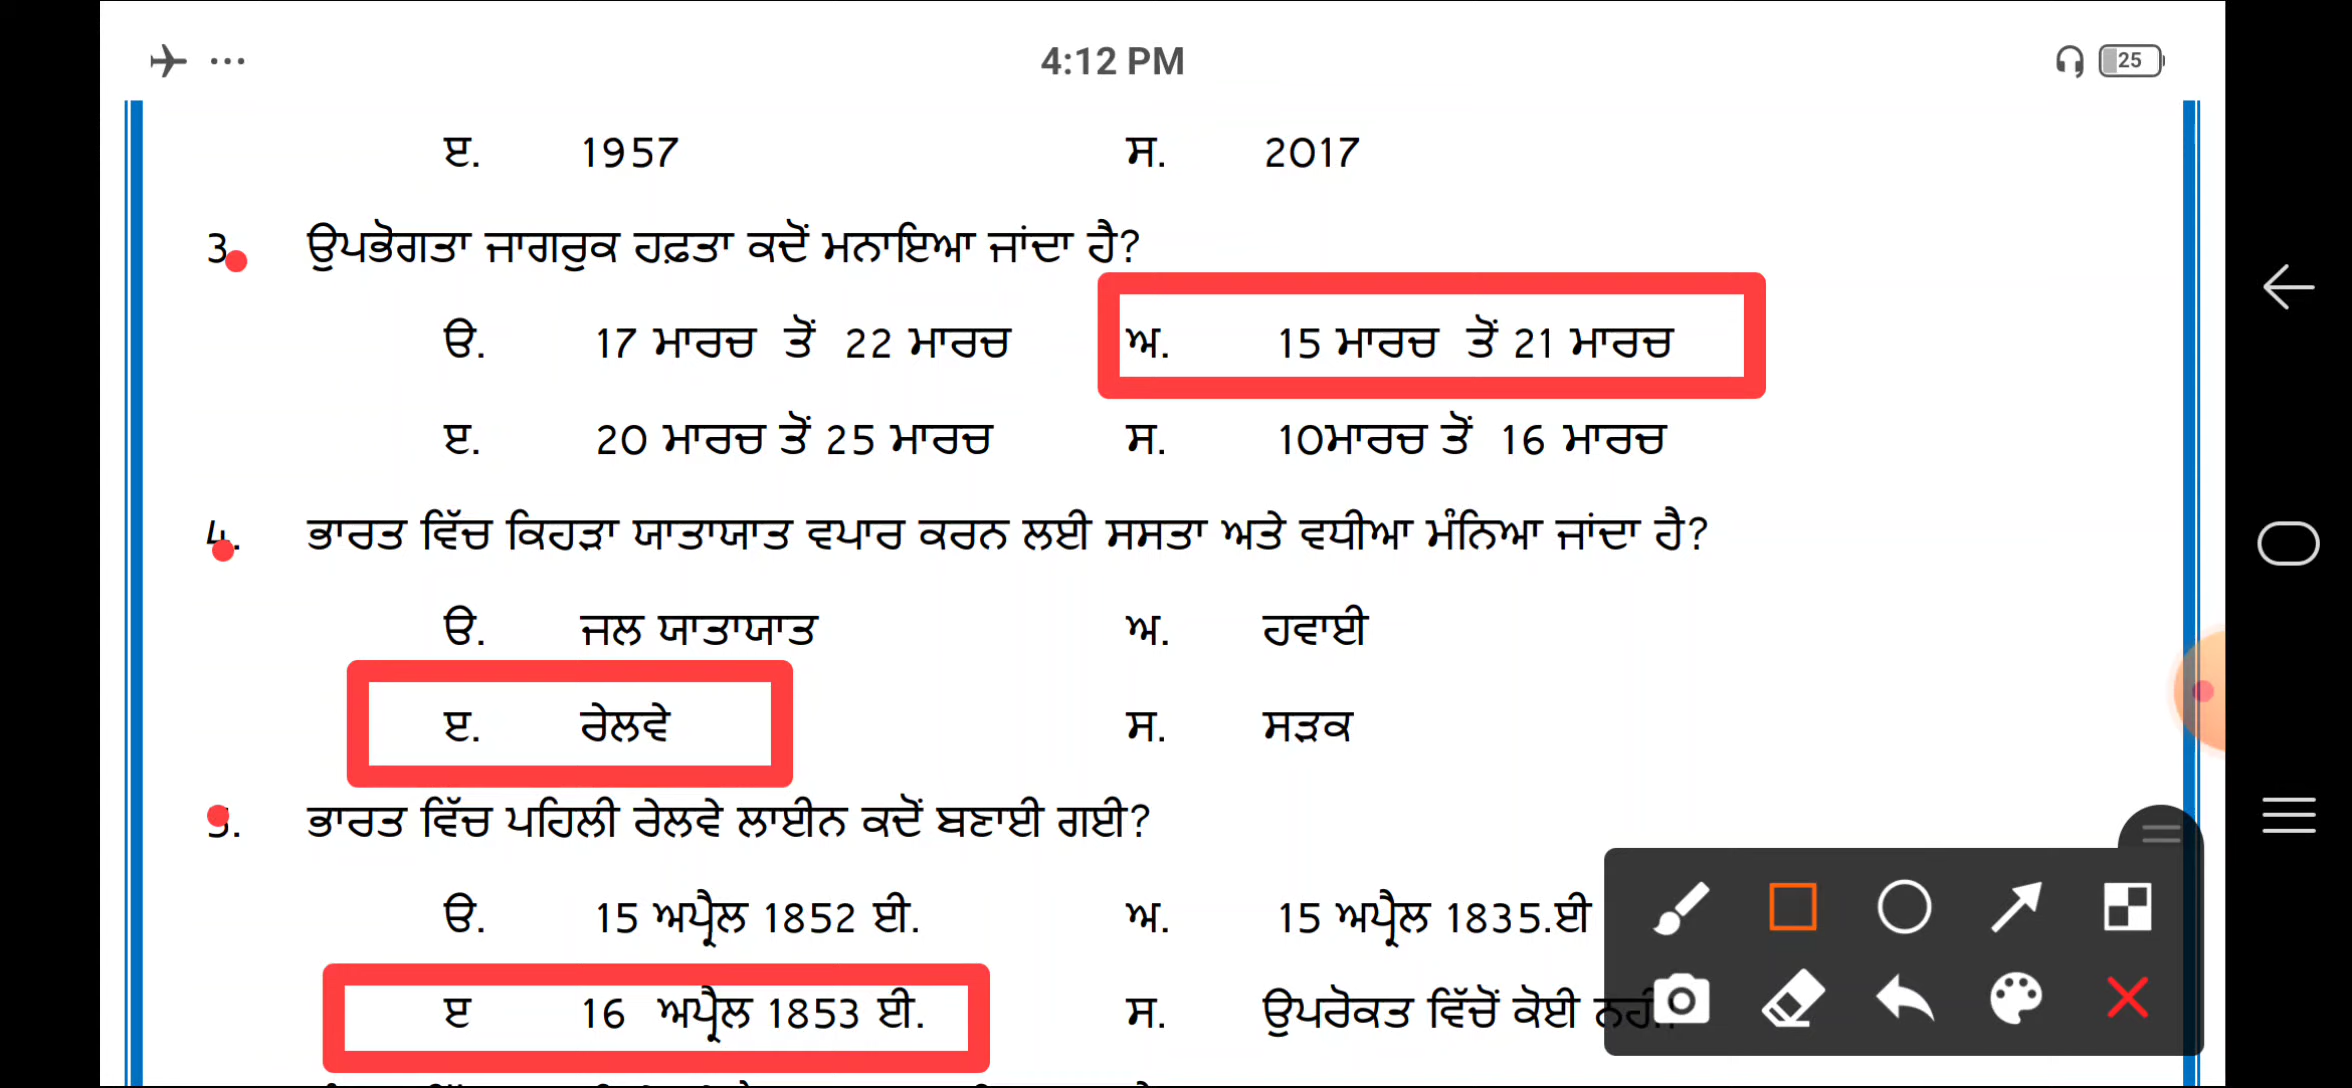 4:12 PM
25
ੲ. 1957 ਸ. 2017
3. ਉਪਭੋਗਤਾ ਜਾਗਰੁਕ ਹਫ਼ਤਾ ਕਦੋਂ ਮਨਾਇਆ ਜਾਂਦਾ ਹੈ?
ੳ. 17 ਮਾਰਚ ਤੋਂ 22 ਮਾਰਚ ਅ. 15 ਮਾਰਚ ਤੋਂ 21 ਮਾਰਚ
ੲ. 20 ਮਾਰਚ ਤੋਂ 25 ਮਾਰਚ ਸ. 10ਮਾਰਚ ਤੋਂ 16 ਮਾਰਚ
4. ਭਾਰਤ ਵਿੱਚ ਕਿਹੜਾ ਯਾਤਾਯਾਤ ਵਪਾਰ ਕਰਨ ਲਈ ਸਸਤਾ ਅਤੇ ਵਧੀਆ ਮੰਨਿਆ ਜਾਂਦਾ ਹੈ?
ੳ. ਜਲ ਯਾਤਾਯਾਤ ਅ. ਹਵਾਈ
ੲ. ਰੇਲਵੇ ਸ. ਸੜਕ
5. ਭਾਰਤ ਵਿੱਚ ਪਹਿਲੀ ਰੇਲਵੇ ਲਾਈਨ ਕਦੋਂ ਬਣਾਈ ਗਈ?
ੳ. 15 ਅਪ੍ਰੈਲ 1852 ਈ. ਅ. 15 ਅਪ੍ਰੈਲ 1835.ਈ
ੲ 16 ਅਪ੍ਰੈਲ 1853 ਈ. ਸ. ਉਪਰੋਕਤ ਵਿੱਚੋਂ ਕੋਈ ਨਹੀਂ